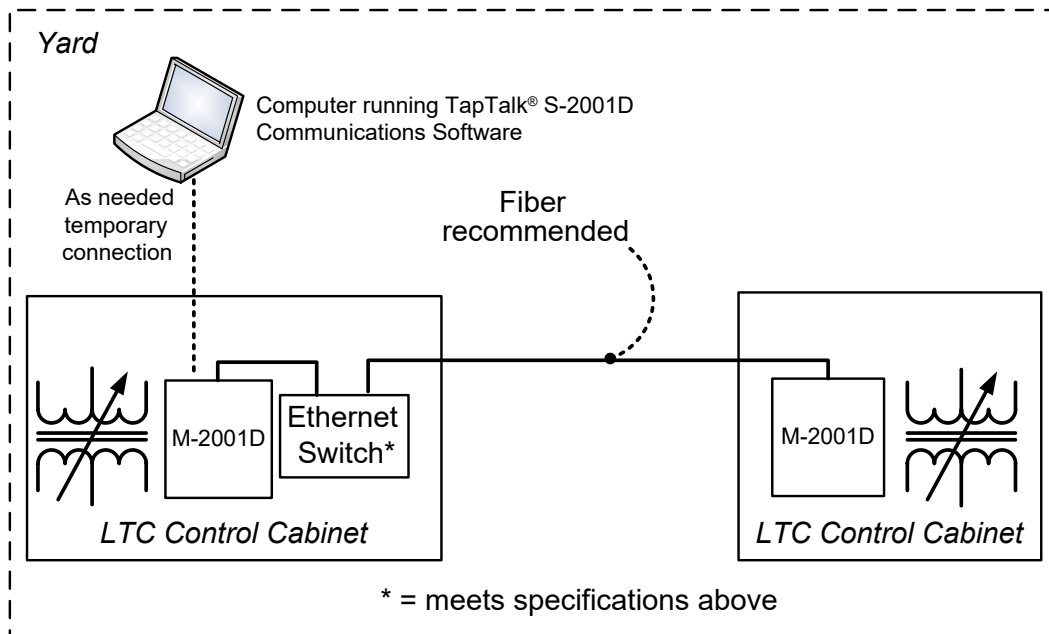 Yard
Computer running TapTalk® S-2001D
Communications Software
As needed
temporary
connection
Fiber
recommended
M-2001D
Ethernet
Switch*
LTC Control Cabinet
M-2001D
LTC Control Cabinet
* = meets specifications above